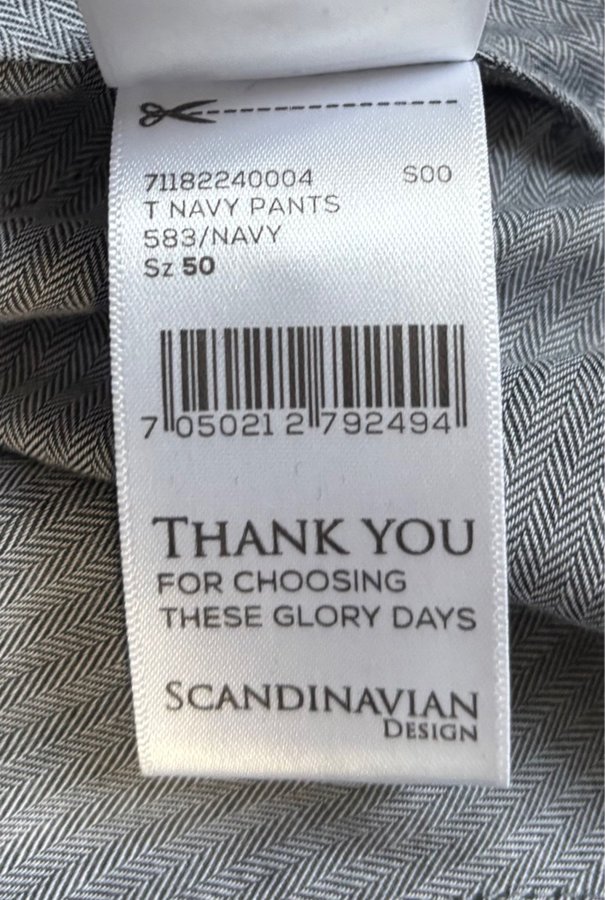 71182240004 S00
T NAVY PANTS
583/NAVY
Sz 50
7 050212 792494
THANK YOU
FOR CHOOSING
THESE GLORY DAYS
SCANDINAVIAN
DESIGN